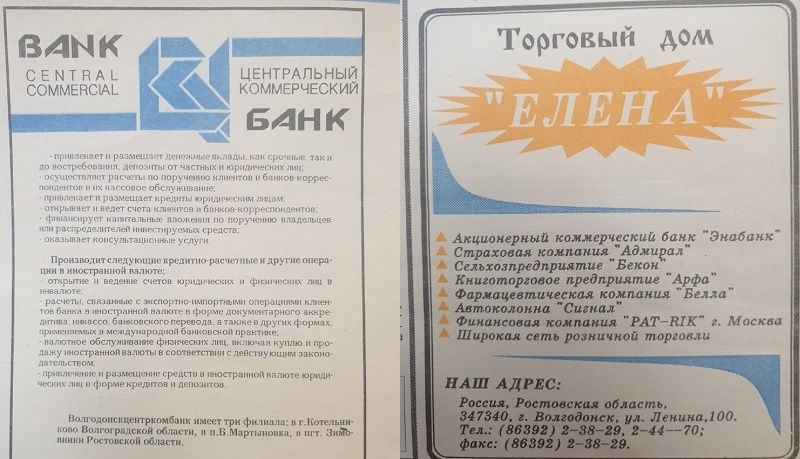 BANK
CENTRAL
COMMERCIAL
ЦЕНТРАЛЬНЫЙ
КОММЕРЧЕСКИЙ
БАНК
- привлекает и размещает денежные вклады, как срочные, так и
до востребования, депозиты от частных и юридических лиц;
- осуществляет расчеты по поручению клиентов и банков-коррес-
пондентов и их кассовое обслуживание;
- привлекает и размещает кредиты юридическим лицам;
- открывает и ведет счета клиентов и банков-корреспондентов;
- финансирует капитальные вложения по поручению владельцев
или распределителей инвестируемых средств;
- оказывает консультационные услуги.
Производит следующие кредитно-расчетные и другие опера-
ции в иностранной валюте;
- открытие и ведение счетов юридических и физических лиц в
инвалюте;
- расчеты, связанные с экспортно-импортными операциями клиен-
тов банка в иностранной валюте в форме документарного аккре-
дитива, инкассо, банковского перевода, а также в других формах,
применяемых в международной банковской практике;
- валютное обслуживание физических лиц, включая куплю и про-
дажу иностранной валюты в соответствии с действующим законо-
дательством;
- привлечение и размещение средств в иностранной валюте юриди-
ческих лиц в форме кредитов и депозитов.
Волгодонскцентркомбанк имеет три филиала: в г.Котельни-
ково Волгоградской области, в п.Б.Мартыновка, в пгт. Зимо-
вники Ростовской области.
Торговый дом
"ЕЛЕНА"
Акционерный коммерческий банк "Энабанк"
Страховая компания "Адмирал"
Сельхозпредприятие "Бекон"
Книготорговое предприятие "Арфа"
Фармацевтическая компания "Белла"
Автоколонна "Сигнал"
Финансовая компания "PAT-RIK" г. Москва
Широкая сеть розничной торговли
НАШ АДРЕС:
Россия, Ростовская область,
347340, г. Волгодонск, ул. Ленина,100.
Тел.: (86392) 2-38-29, 2-44--70;
факс: (86392) 2-38-29.